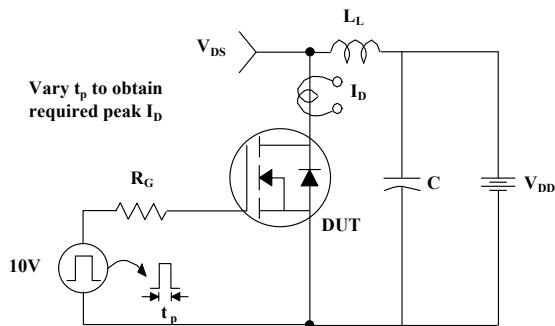 L_L
V_DS
Vary t_p to obtain
required peak I_D
I_D
R_G
C
V_DD
DUT
10V
t_p